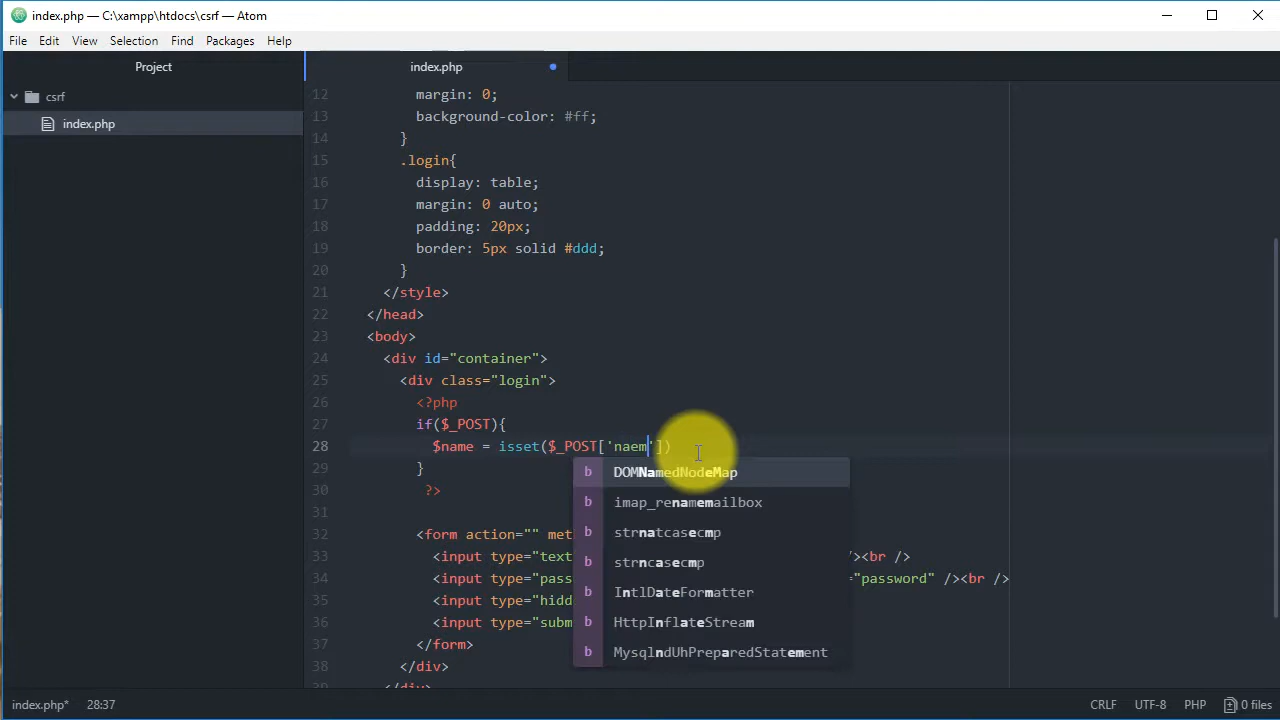 index.php — C:\xampp\htdocs\csrf — Atom
File Edit View Selection Find Packages Help
Project
index.php
csrf
index.php
12 margin: 0;
13 background-color: #ff;
14 }
15 .login{
16 display: table;
17 margin: 0 auto;
18 padding: 20px;
19 border: 5px solid #ddd;
20 }
21 </style>
22 </head>
23 <body>
24 <div id="container">
25 <div class="login">
26 <?php
27 if($_POST){
28 $name = isset($_POST['naem'])
29 }
30 ?>
31
32 <form action="" met
33 <input type="text /><br />
34 <input type="pass ="password" /><br />
35 <input type="hidd
36 <input type="subm
37 </form>
38 </div>
39 </div>
b DOMNamedNodeMap
b imap_renamemailbox
b strnatcasecmp
b strncasecmp
b IntlDateFormatter
b HttpInflateStream
b MysqlndUhPreparedStatement
index.php* 28:37 CRLF UTF-8 PHP 0 files